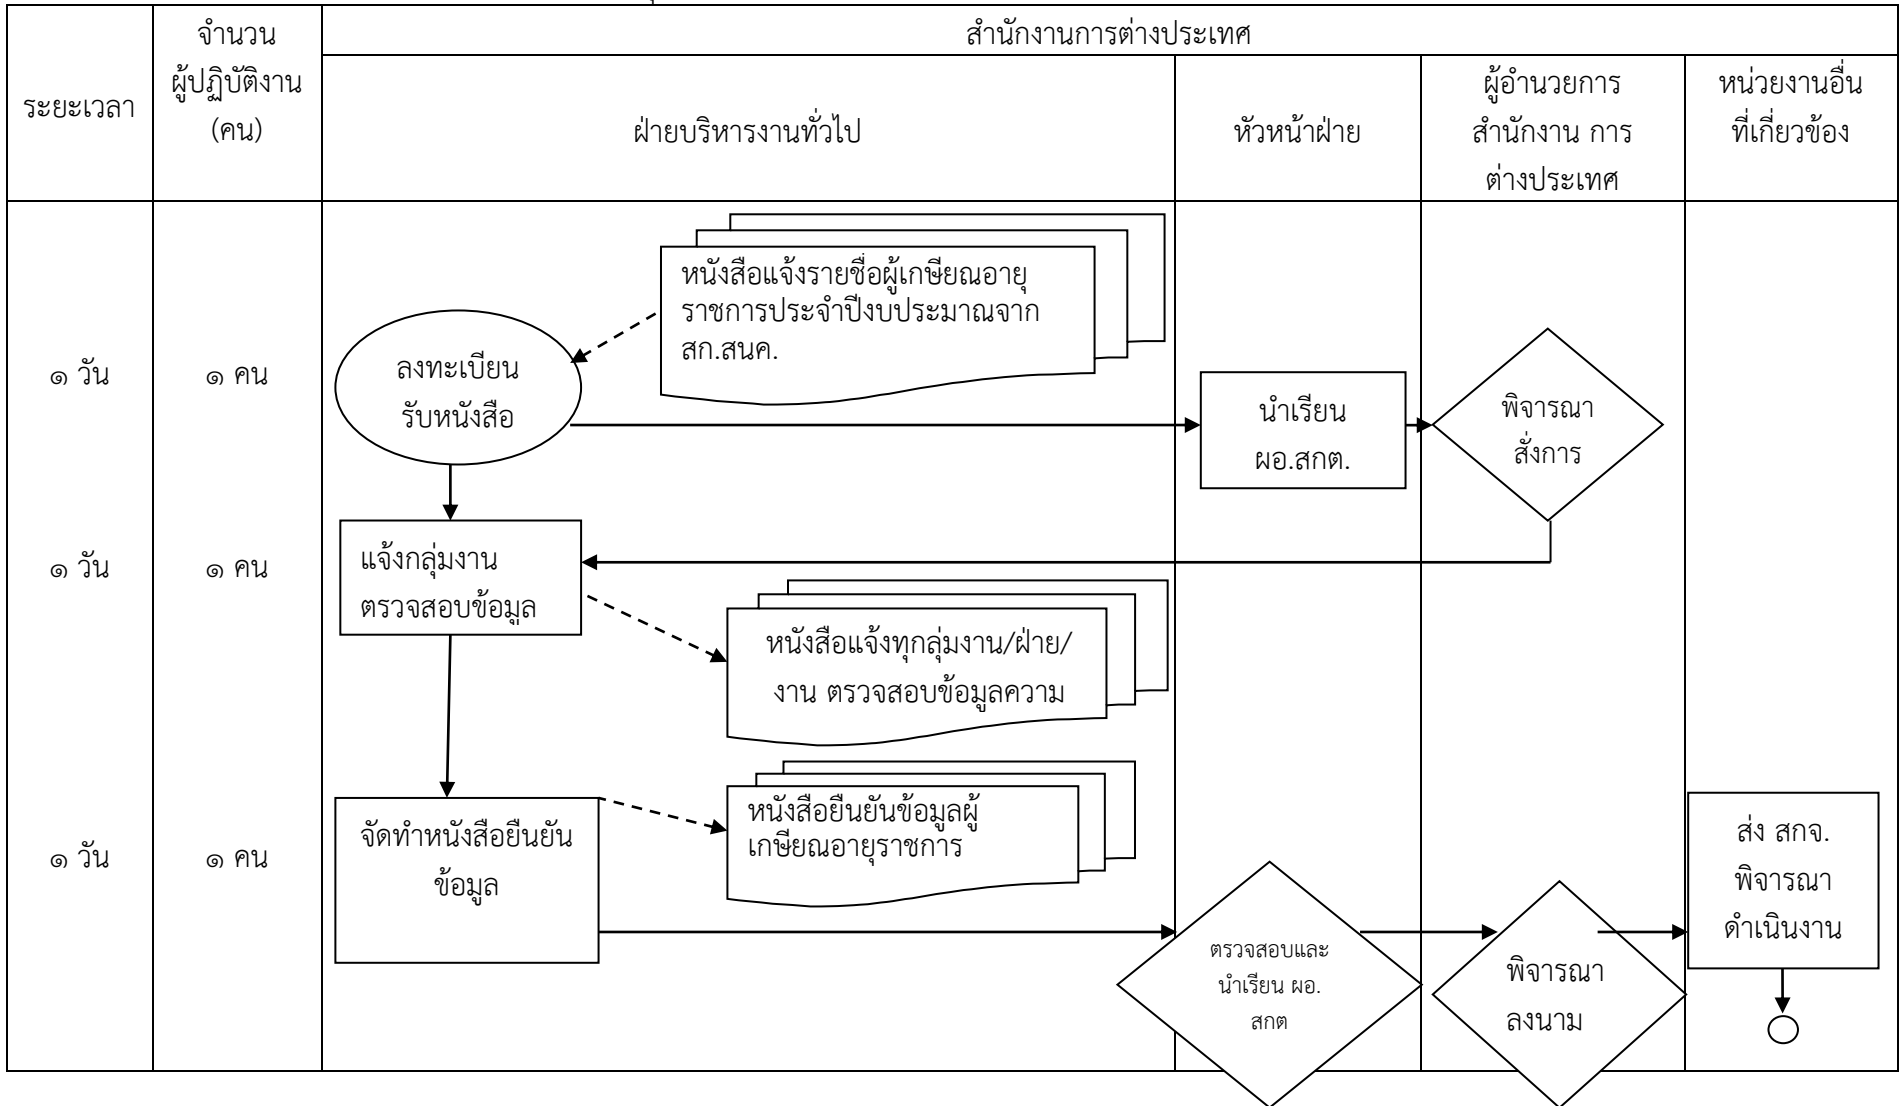 ระยะเวลา
จำนวน
ผู้ปฏิบัติงาน
(คน)
สำนักงานการต่างประเทศ
ฝ่ายบริหารงานทั่วไป
หัวหน้าฝ่าย
ผู้อำนวยการ
สำนักงาน การ
ต่างประเทศ
หน่วยงานอื่น
ที่เกี่ยวข้อง
หนังสือแจ้งรายชื่อผู้เกษียณอายุ
ราชการประจำปีงบประมาณจาก
สก.สนค.
๑ วัน
๑ คน
ลงทะเบียน
รับหนังสือ
นำเรียน
ผอ.สกต.
พิจารณา
สั่งการ
๑ วัน
๑ คน
แจ้งกลุ่มงาน
ตรวจสอบข้อมูล
หนังสือแจ้งทุกลุ่มงาน/ฝ่าย/
งาน ตรวจสอบข้อมูลความ
๑ วัน
๑ คน
จัดทำหนังสือยืนยัน
ข้อมูล
หนังสือยืนยันข้อมูลผู้
เกษียณอายุราชการ
ตรวจสอบและ
นำเรียน ผอ.
สกต
พิจารณา
ลงนาม
ส่ง สกจ.
พิจารณา
ดำเนินงาน